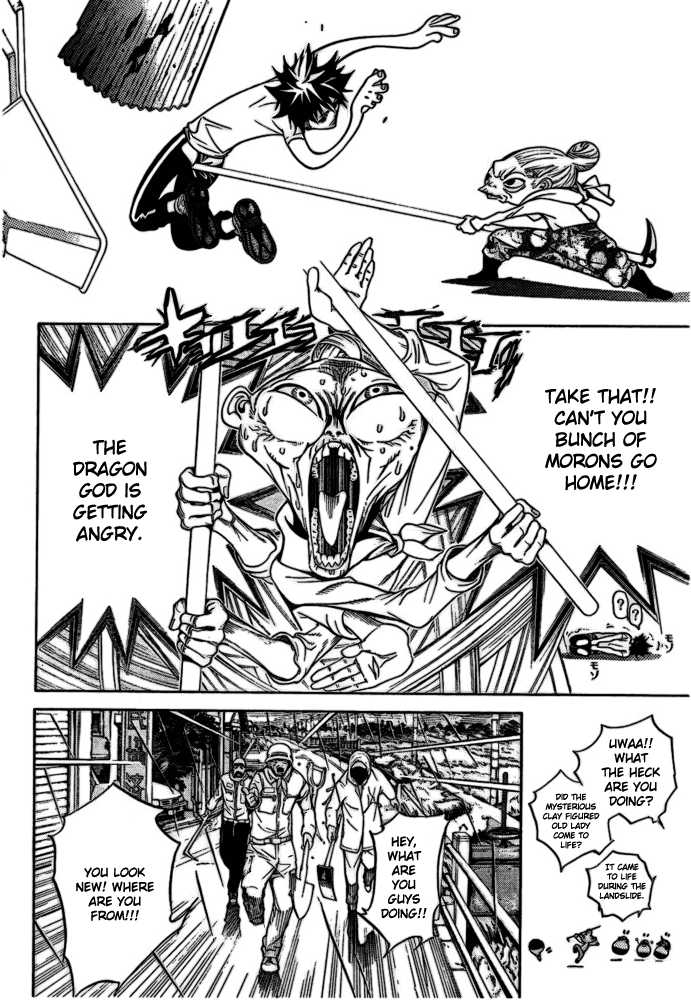 TAKE THAT!!
CAN'T YOU
BUNCH OF
MORONS GO
HOME!!!
THE
DRAGON
GOD IS
GETTING
ANGRY.
?
?
モソ
UWAA!!
WHAT
THE HECK
ARE YOU
DOING?
DID THE
MYSTERIOUS
CLAY FIGURED
OLD LADY
COME TO
LIFE?
IT CAME
TO LIFE
DURING THE
LANDSLIDE.
HEY,
WHAT
ARE
YOU
GUYS
DOING!!
YOU LOOK
NEW! WHERE
ARE YOU
FROM!!!